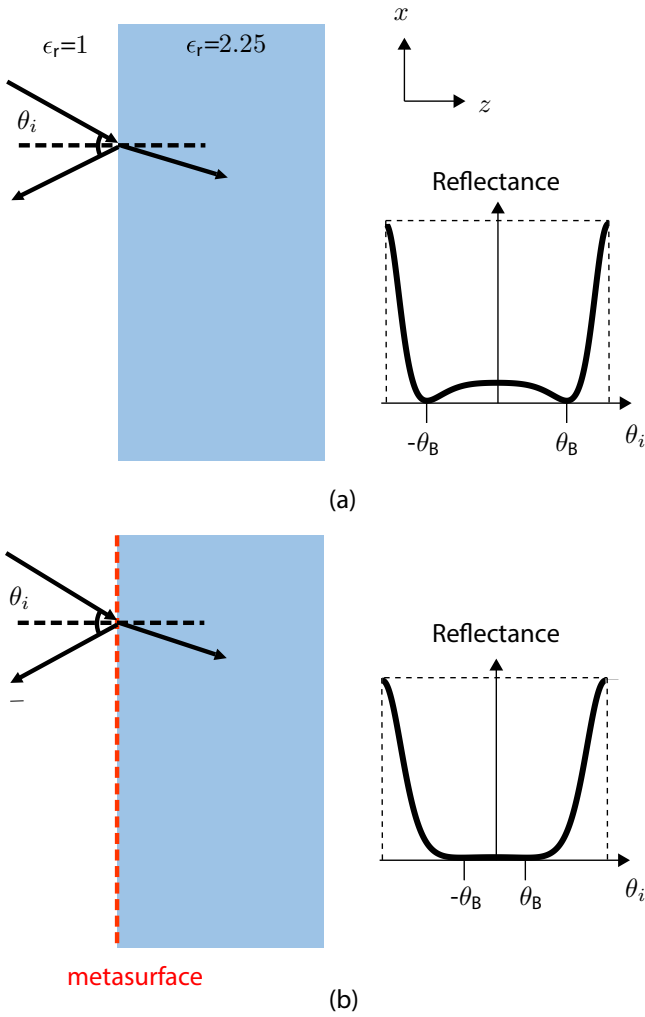 ϵr=1
ϵr=2.25
x
z
θi
Reflectance
-θB
θB
θi
(a)
θi
Reflectance
-θB
θB
θi
metasurface
(b)